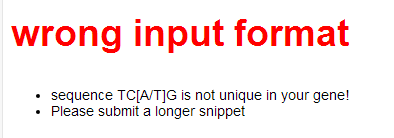 wrong input format
sequence TC[A/T]G is not unique in your gene!
Please submit a longer snippet